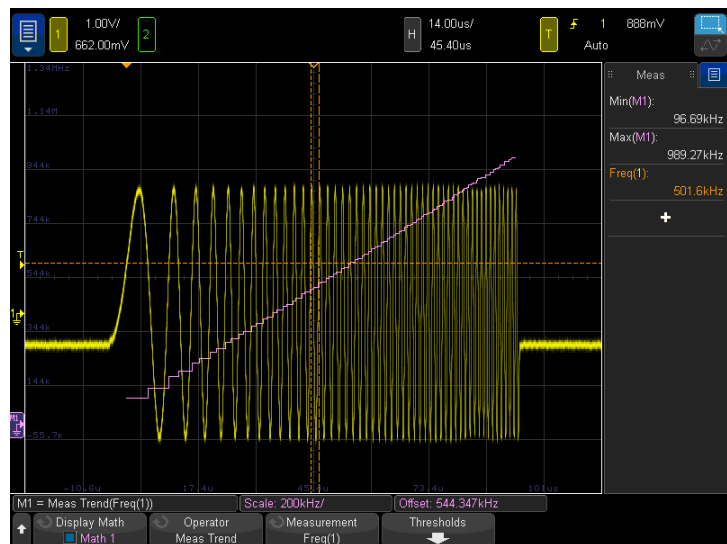 1 1.00V/ 662.00mV 2 H 14.00us/ 45.40us T 1 888mV Auto
1.34MHz
1.14M
944k
744k
544k
344k
144k
-55.7k
T
1
M1
-10.6u 17.4u 45.4u 73.4u 101us
Meas
Min(M1):
96.69kHz
Max(M1):
989.27kHz
Freq(1):
501.6kHz
+
M1 = Meas Trend(Freq(1)) Scale: 200kHz/ Offset: 544.347kHz
Display Math Operator Measurement Thresholds
Math 1 Meas Trend Freq(1)